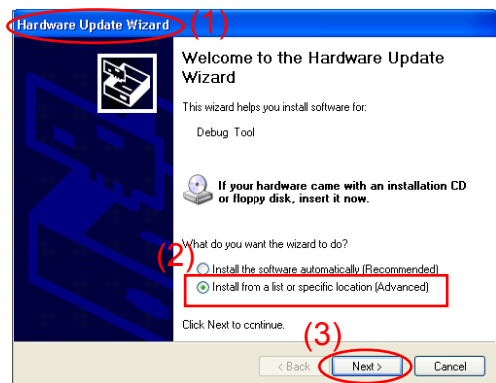 Hardware Update Wizard (1)
Welcome to the Hardware Update
Wizard
This wizard helps you install software for:
Debug Tool
If your hardware came with an installation CD
or floppy disk, insert it now.
What do you want the wizard to do?
(2)
Install the software automatically (Recommended)
Install from a list or specific location (Advanced)
Click Next to continue.
(3)
< Back Next > Cancel